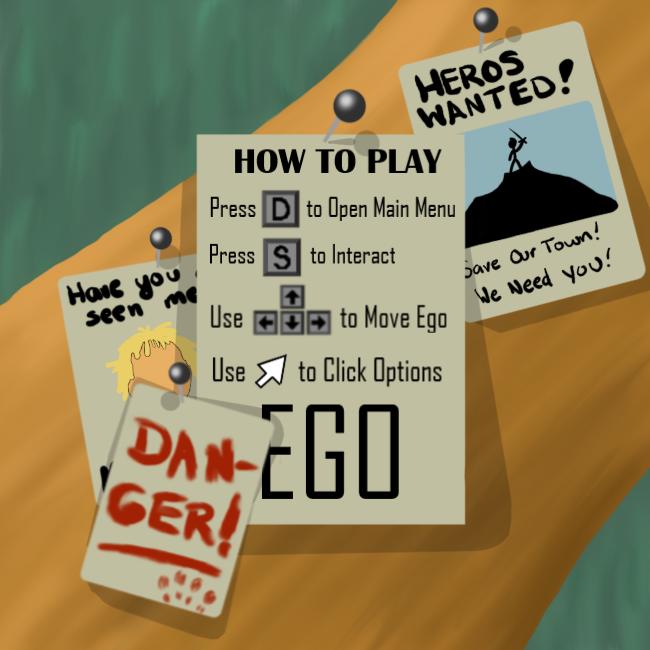 HEROS
WANTED!
Save Our Town!
We Need You!
HOW TO PLAY
Press D to Open Main Menu
Press S to Interact
Use to Move Ego
Use to Click Options
EGO
Have you
seen me
DAN-
GER!